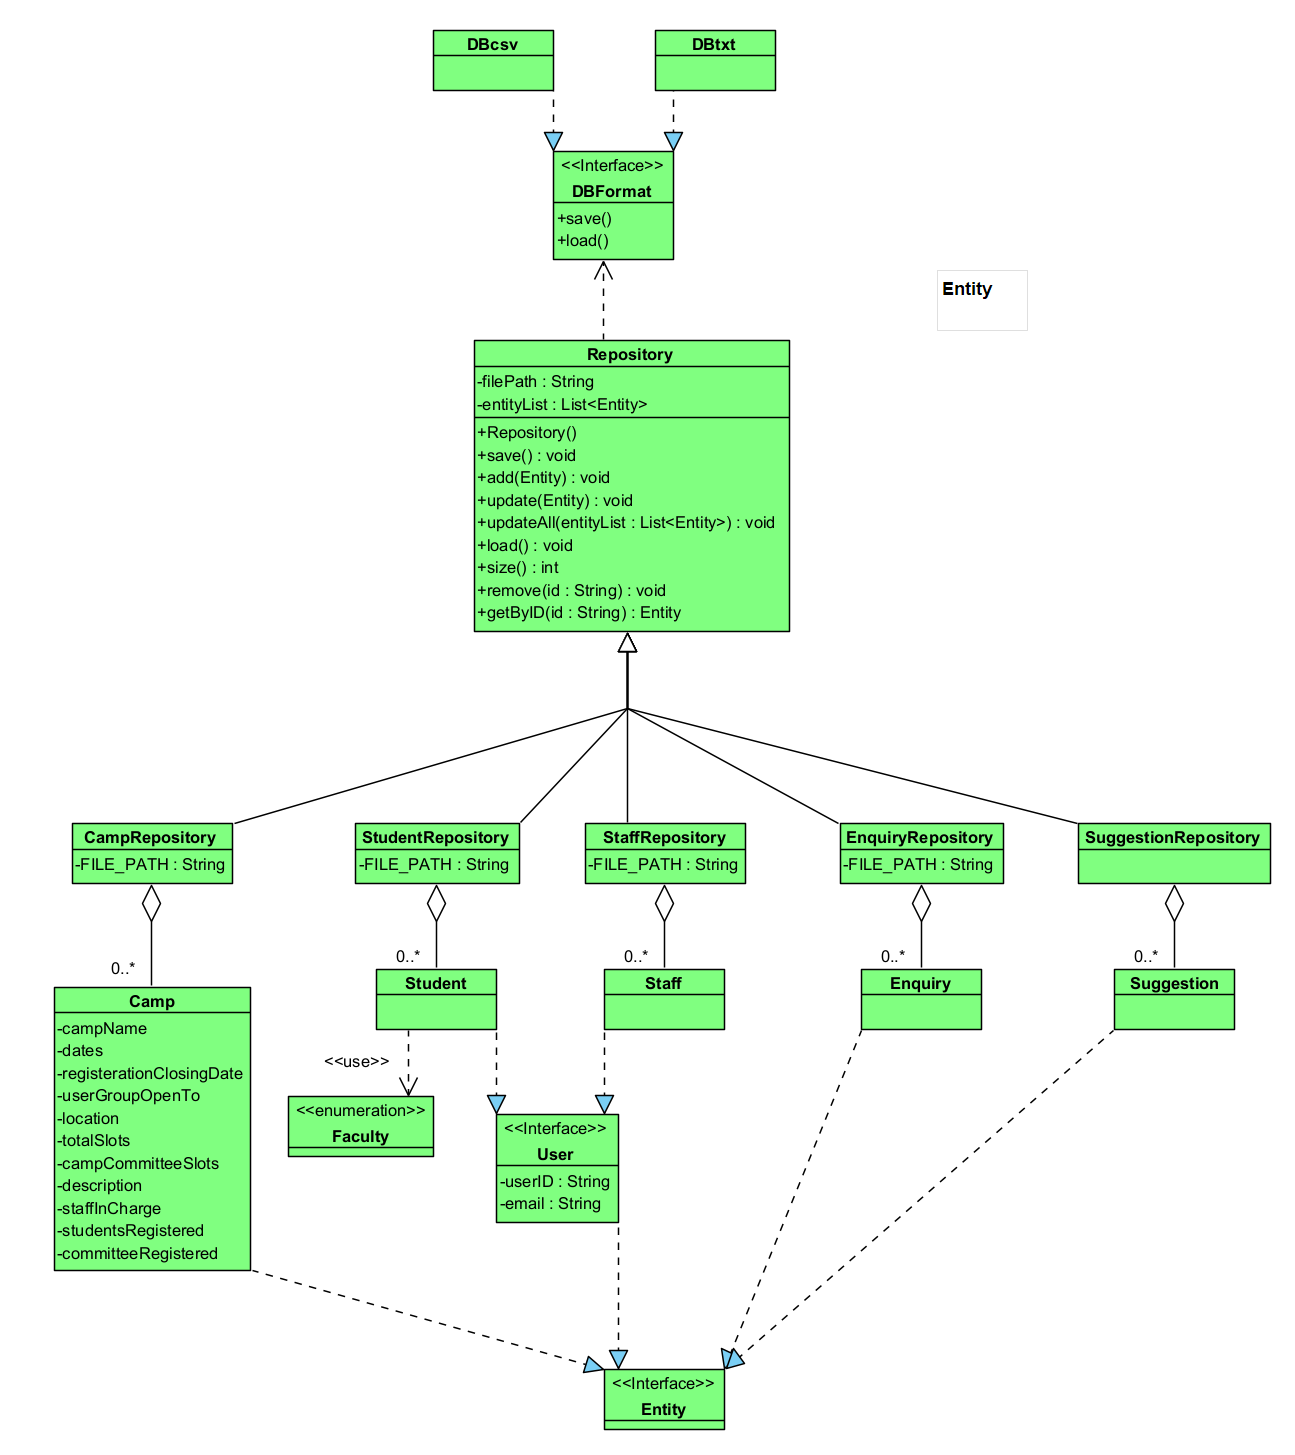 DBcsv
DBtxt
<<Interface>>
DBFormat
+save()
+load()
Entity
Repository
-filePath : String
-entityList : List<Entity>
+Repository()
+save() : void
+add(Entity) : void
+update(Entity) : void
+updateAll(entityList : List<Entity>) : void
+load() : void
+size() : int
+remove(id : String) : void
+getByID(id : String) : Entity
CampRepository
-FILE_PATH : String
StudentRepository
-FILE_PATH : String
StaffRepository
-FILE_PATH : String
EnquiryRepository
-FILE_PATH : String
SuggestionRepository
0..*
0..*
0..*
0..*
0..*
Camp
-campName
-dates
-registerationClosingDate
-userGroupOpenTo
-location
-totalSlots
-campCommitteeSlots
-description
-staffInCharge
-studentsRegistered
-committeeRegistered
Student
Staff
Enquiry
Suggestion
<<use>>
<<enumeration>>
Faculty
<<Interface>>
User
-userID : String
-email : String
<<Interface>>
Entity